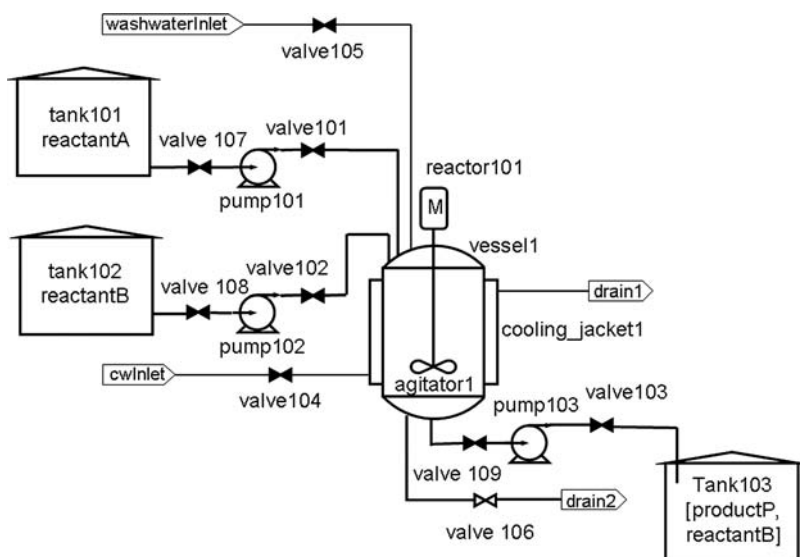 washwaterInlet
valve105
tank101
reactantA
valve 107
valve101
pump101
reactor101
M
vessel1
tank102
reactantB
valve 108
valve102
pump102
drain1
cooling_jacket1
cwInlet
valve104
agitator1
pump103
valve103
valve 109
drain2
valve 106
Tank103
[productP,
reactantB]